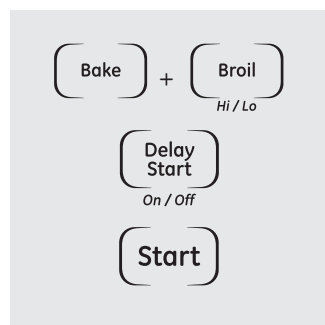 Bake + Broil
Hi / Lo
Delay
Start
On / Off
Start